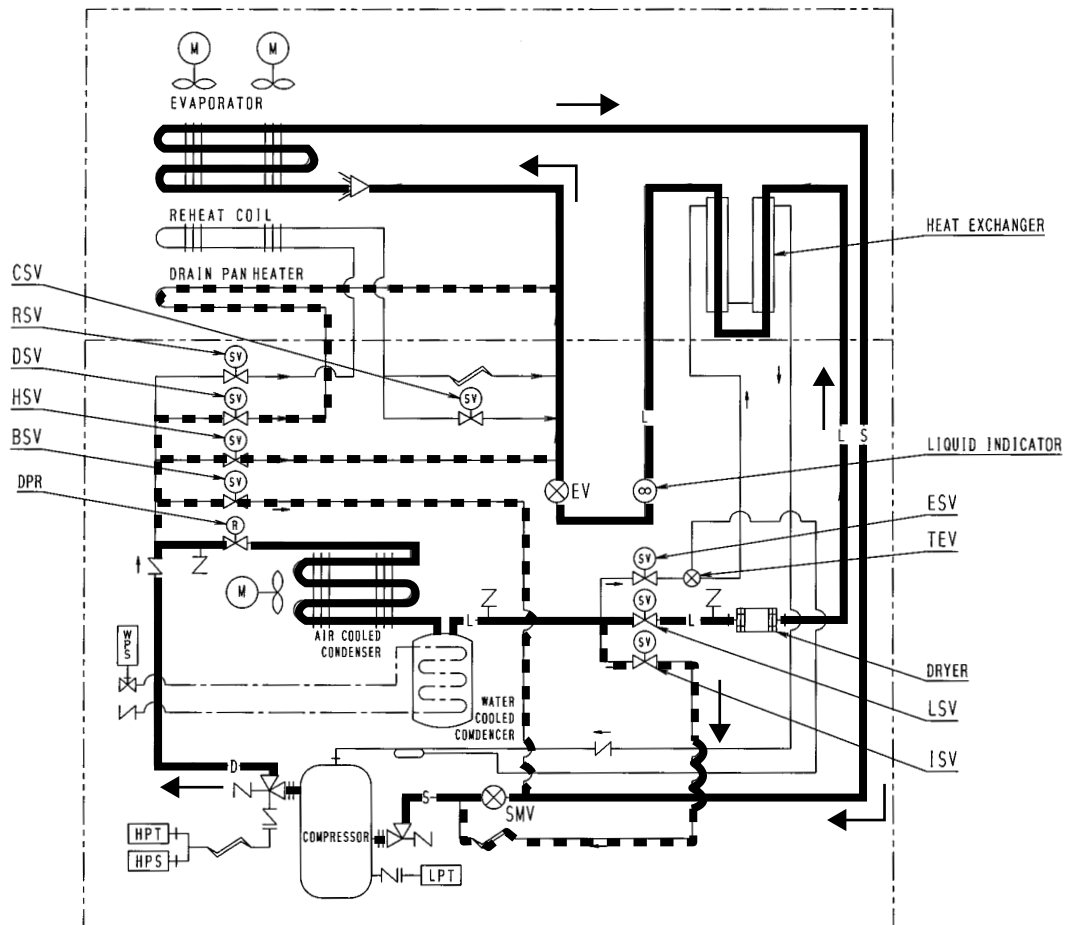 M
M
EVAPORATOR
REHEAT COIL
HEAT EXCHANGER
CSV
DRAIN PAN HEATER
RSV
SV
DSV
SV
SV
HSV
L
L
S
SV
BSV
LIQUID INDICATOR
SV
DPR
EV
ESV
R
TEV
SV
M
SV
L
L
AIR COOLED
CONDENSER
SV
DRYER
WPS
WATER
COOLED
COMDENCER
LSV
ISV
D
S
SMV
HPT
COMPRESSOR
HPS
LPT